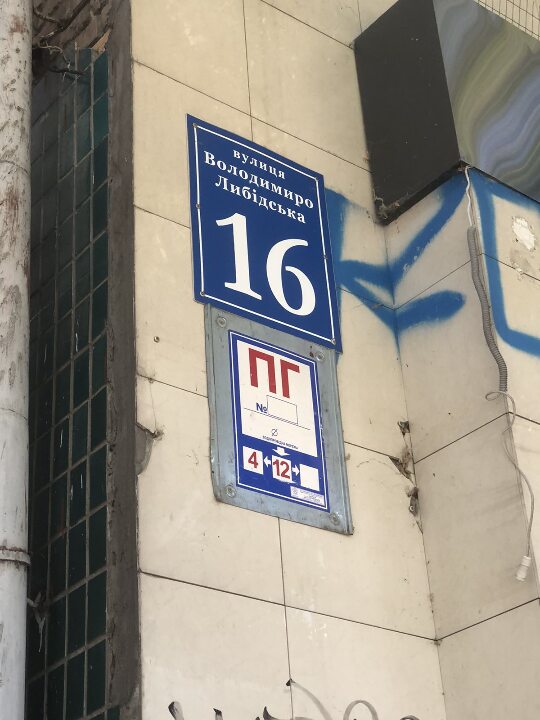 вулиця
Володимиро
Либідська
16
ПГ
№
Ø
4 12